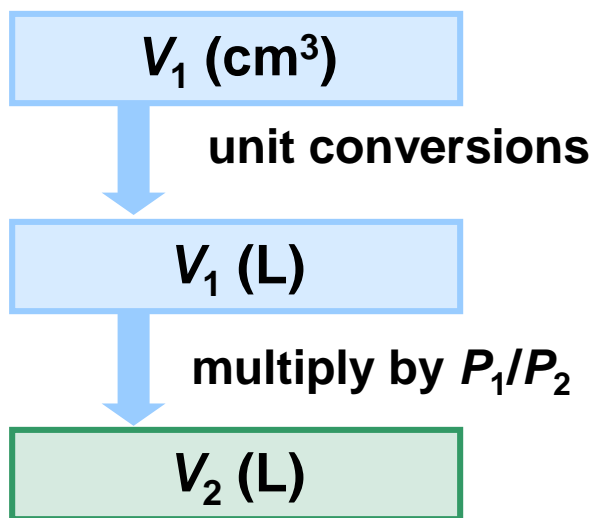 V₁ (cm³)
unit conversions
V₁ (L)
multiply by P₁/P₂
V₂ (L)